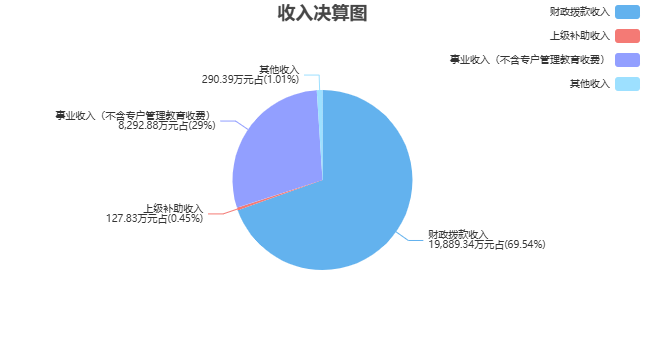 收入决算图
财政拨款收入
上级补助收入
事业收入（不含专户管理教育收费）
其他收入
其他收入
290.39万元占(1.01%)
事业收入（不含专户管理教育收费）
8,292.88万元占(29%)
上级补助收入
127.83万元占(0.45%)
财政拨款收入
19,889.34万元占(69.54%)